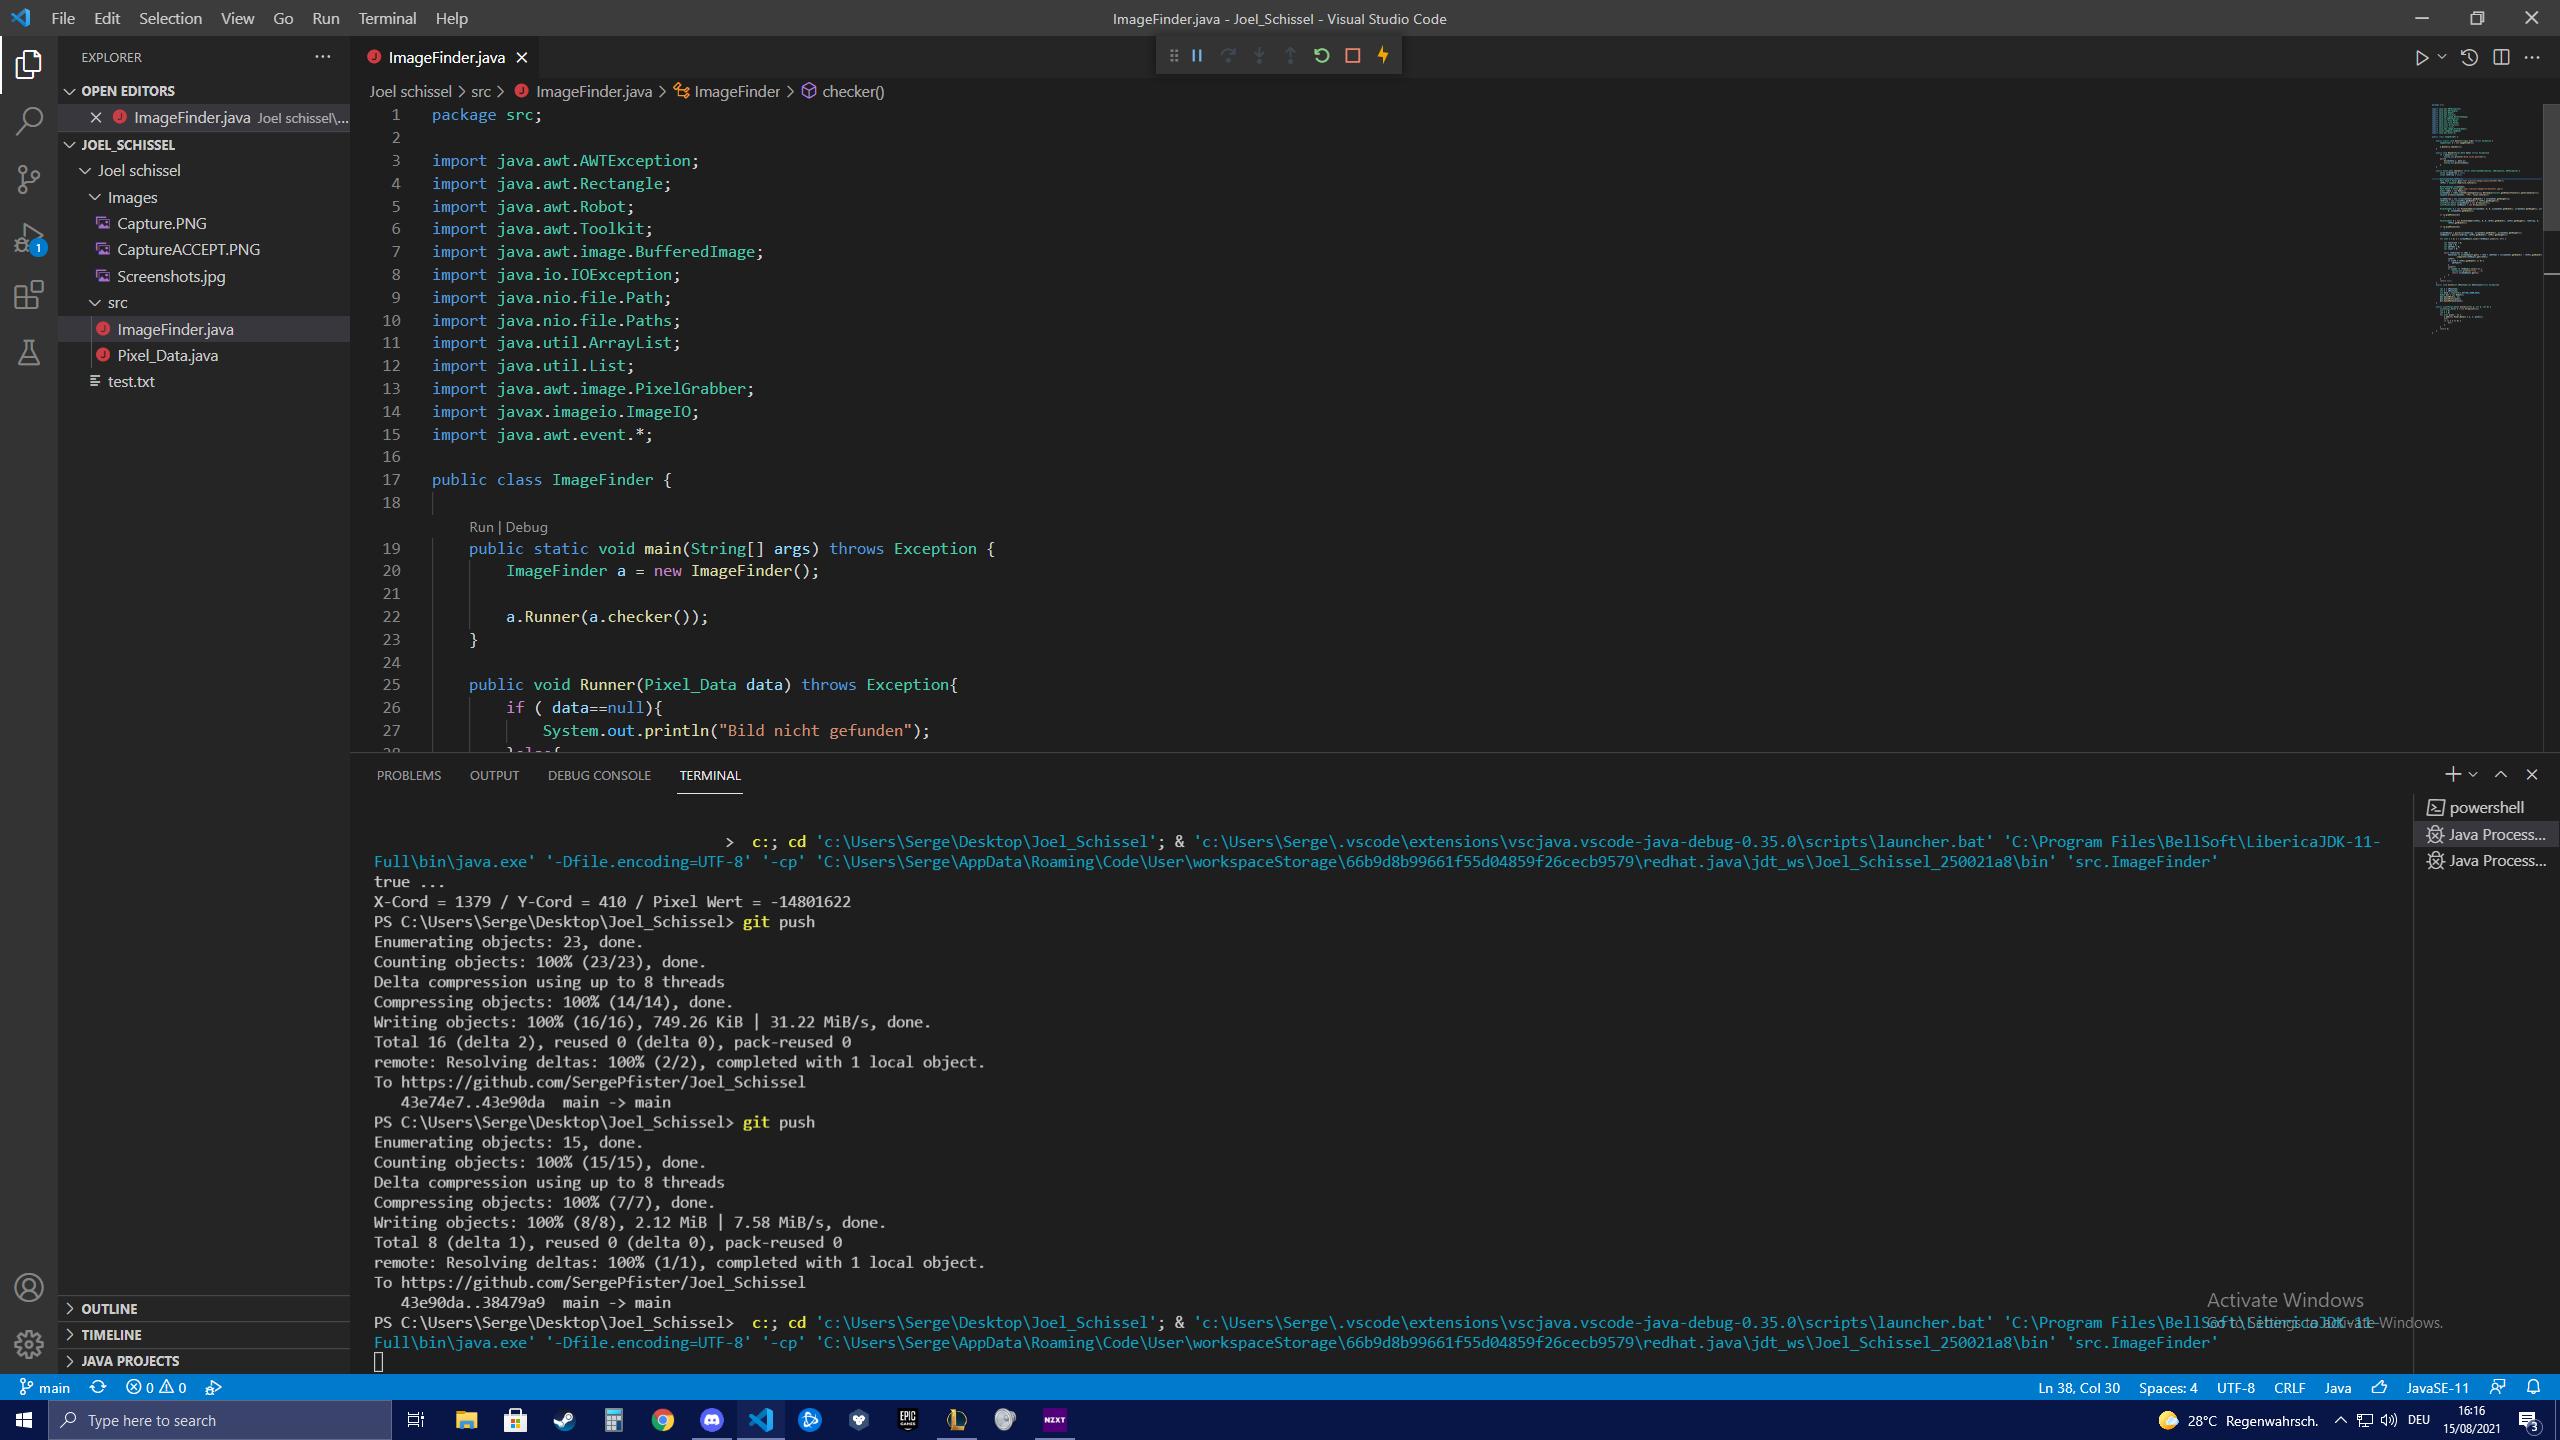 File Edit Selection View Go Run Terminal Help
ImageFinder.java - Joel_Schissel - Visual Studio Code
EXPLORER
OPEN EDITORS
ImageFinder.java Joel schissel\...
JOEL_SCHISSEL
Joel schissel
Images
Capture.PNG
CaptureACCEPT.PNG
Screenshots.jpg
src
ImageFinder.java
Pixel_Data.java
test.txt
1
OUTLINE
TIMELINE
JAVA PROJECTS
ImageFinder.java
Joel schissel > src > ImageFinder.java > ImageFinder > checker()
1 package src;
2
3 import java.awt.AWTException;
4 import java.awt.Rectangle;
5 import java.awt.Robot;
6 import java.awt.Toolkit;
7 import java.awt.image.BufferedImage;
8 import java.io.IOException;
9 import java.nio.file.Path;
10 import java.nio.file.Paths;
11 import java.util.ArrayList;
12 import java.util.List;
13 import java.awt.image.PixelGrabber;
14 import javax.imageio.ImageIO;
15 import java.awt.event.*;
16
17 public class ImageFinder {
18
Run | Debug
19 public static void main(String[] args) throws Exception {
20 ImageFinder a = new ImageFinder();
21
22 a.Runner(a.checker());
23 }
24
25 public void Runner(Pixel_Data data) throws Exception{
26 if ( data==null){
27 System.out.println("Bild nicht gefunden");
28 }else{
PROBLEMS OUTPUT DEBUG CONSOLE TERMINAL
powershell
Java Process...
Java Process...
> c:; cd 'c:\Users\Serge\Desktop\Joel_Schissel'; & 'c:\Users\Serge\.vscode\extensions\vscjava.vscode-java-debug-0.35.0\scripts\launcher.bat' 'C:\Program Files\BellSoft\LibericaJDK-11-
Full\bin\java.exe' '-Dfile.encoding=UTF-8' '-cp' 'C:\Users\Serge\AppData\Roaming\Code\User\workspaceStorage\66b9d8b99661f55d04859f26cecb9579\redhat.java\jdt_ws\Joel_Schissel_250021a8\bin' 'src.ImageFinder'
true ...
X-Cord = 1379 / Y-Cord = 410 / Pixel Wert = -14801622
PS C:\Users\Serge\Desktop\Joel_Schissel> git push
Enumerating objects: 23, done.
Counting objects: 100% (23/23), done.
Delta compression using up to 8 threads
Compressing objects: 100% (14/14), done.
Writing objects: 100% (16/16), 749.26 KiB | 31.22 MiB/s, done.
Total 16 (delta 2), reused 0 (delta 0), pack-reused 0
remote: Resolving deltas: 100% (2/2), completed with 1 local object.
To https://github.com/SergePfister/Joel_Schissel
43e74e7..43e90da main -> main
PS C:\Users\Serge\Desktop\Joel_Schissel> git push
Enumerating objects: 15, done.
Counting objects: 100% (15/15), done.
Delta compression using up to 8 threads
Compressing objects: 100% (7/7), done.
Writing objects: 100% (8/8), 2.12 MiB | 7.58 MiB/s, done.
Total 8 (delta 1), reused 0 (delta 0), pack-reused 0
remote: Resolving deltas: 100% (1/1), completed with 1 local object.
To https://github.com/SergePfister/Joel_Schissel
43e90da..38479a9 main -> main
PS C:\Users\Serge\Desktop\Joel_Schissel> c:; cd 'c:\Users\Serge\Desktop\Joel_Schissel'; & 'c:\Users\Serge\.vscode\extensions\vscjava.vscode-java-debug-0.35.0\scripts\launcher.bat' 'C:\Program Files\BellSoft\LibericaJDK-11-
Full\bin\java.exe' '-Dfile.encoding=UTF-8' '-cp' 'C:\Users\Serge\AppData\Roaming\Code\User\workspaceStorage\66b9d8b99661f55d04859f26cecb9579\redhat.java\jdt_ws\Joel_Schissel_250021a8\bin' 'src.ImageFinder'
Activate Windows
Go to Settings to activate Windows.
main 0 0
Ln 38, Col 30 Spaces: 4 UTF-8 CRLF Java JavaSE-11
Type here to search
EPIC GAMES
NZXT
28°C Regenwahrsch.
DEU
16:16
15/08/2021
3